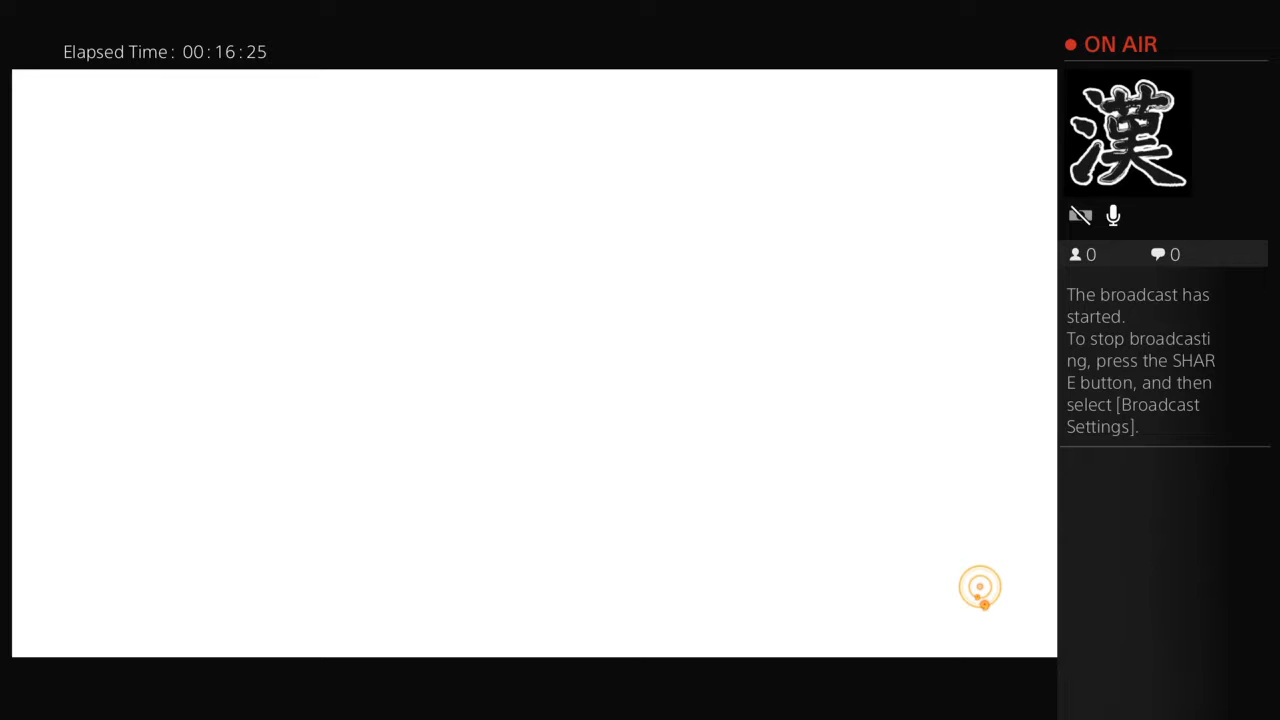 Elapsed Time: 00:16:25
ON AIR
漢
0 0
The broadcast has
started.
To stop broadcasti
ng, press the SHAR
E button, and then
select [Broadcast
Settings].